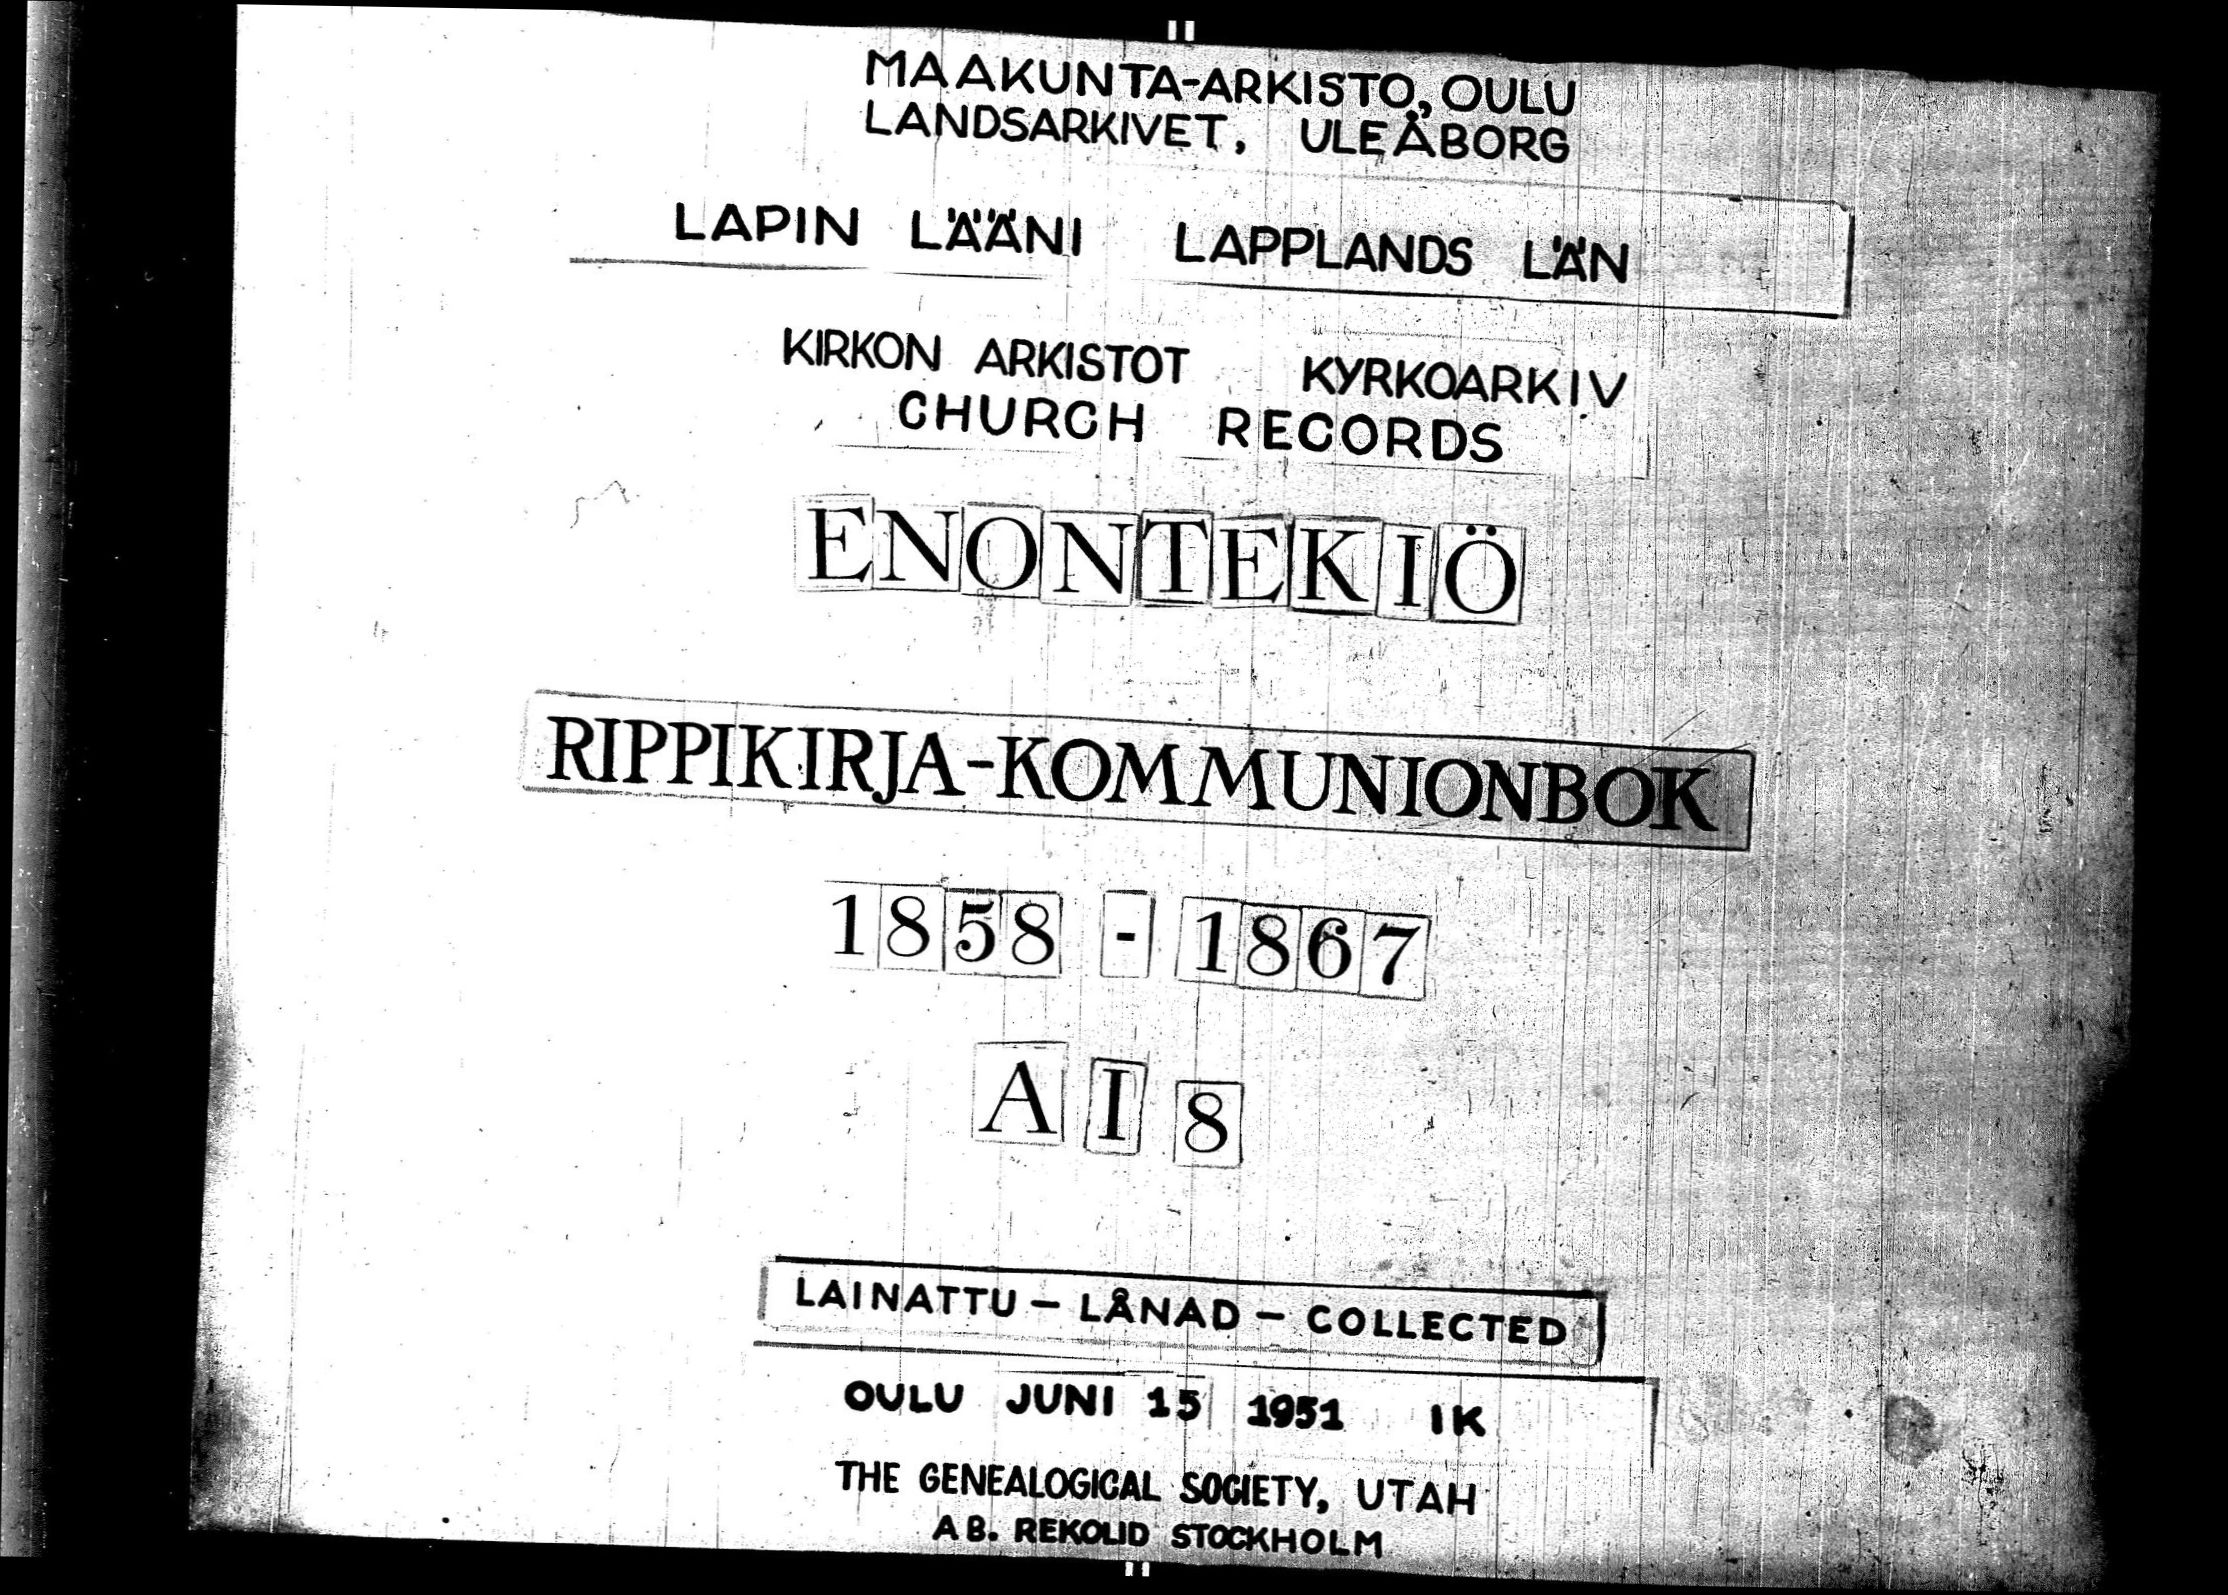 MAAKUNTA-ARKISTO, OULU
LANDSARKIVET, ULEÅBORG
LAPIN LÄÄNI LAPPLANDS LÄN
KIRKON ARKISTOT KYRKOARKIV
CHURCH RECORDS
ENONTEKIÖ
RIPPIKIRJA-KOMMUNIONBOK
1858 - 1867
A I 8
LAINATTU - LÅNAD - COLLECTED
OULU JUNI 15 1951 IK
THE GENEALOGICAL SOCIETY, UTAH
AB. REKOLID STOCKHOLM